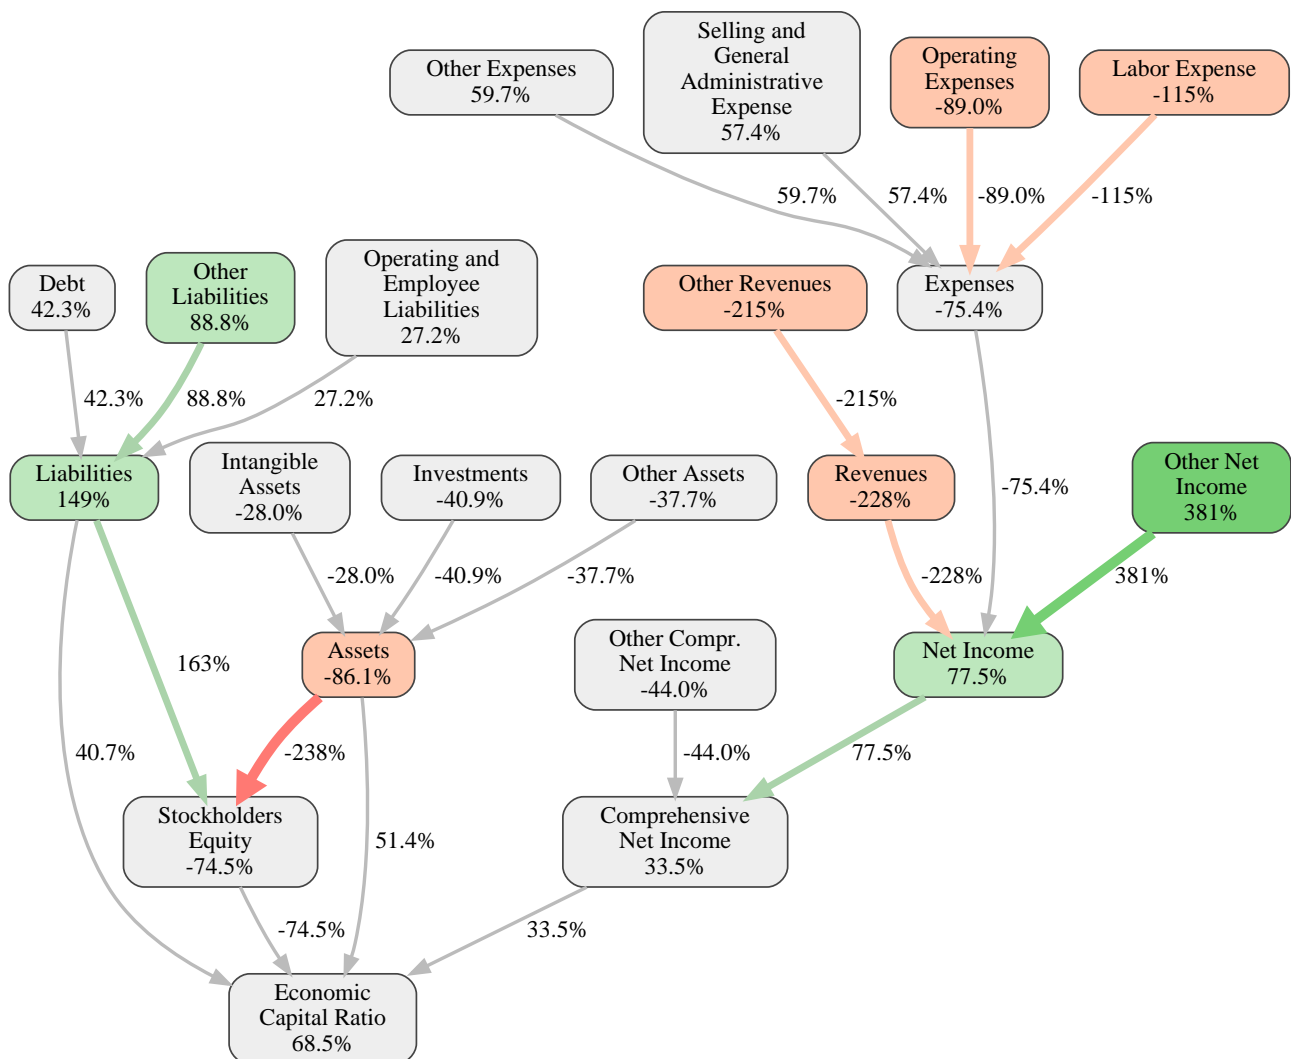 Other Expenses
59.7%
Selling and
General
Administrative
Expense
57.4%
Operating
Expenses
-89.0%
Labor Expense
-115%
59.7%
57.4%
-89.0%
-115%
Debt
42.3%
Other
Liabilities
88.8%
Operating and
Employee
Liabilities
27.2%
Other Revenues
-215%
Expenses
-75.4%
42.3%
88.8%
27.2%
-215%
Liabilities
149%
Intangible
Assets
-28.0%
Investments
-40.9%
Other Assets
-37.7%
Revenues
-228%
-75.4%
Other Net
Income
381%
-28.0%
-40.9%
-37.7%
-228%
381%
163%
Assets
-86.1%
Other Compr.
Net Income
-44.0%
Net Income
77.5%
40.7%
-238%
-44.0%
77.5%
Stockholders
Equity
-74.5%
51.4%
Comprehensive
Net Income
33.5%
-74.5%
33.5%
Economic
Capital Ratio
68.5%